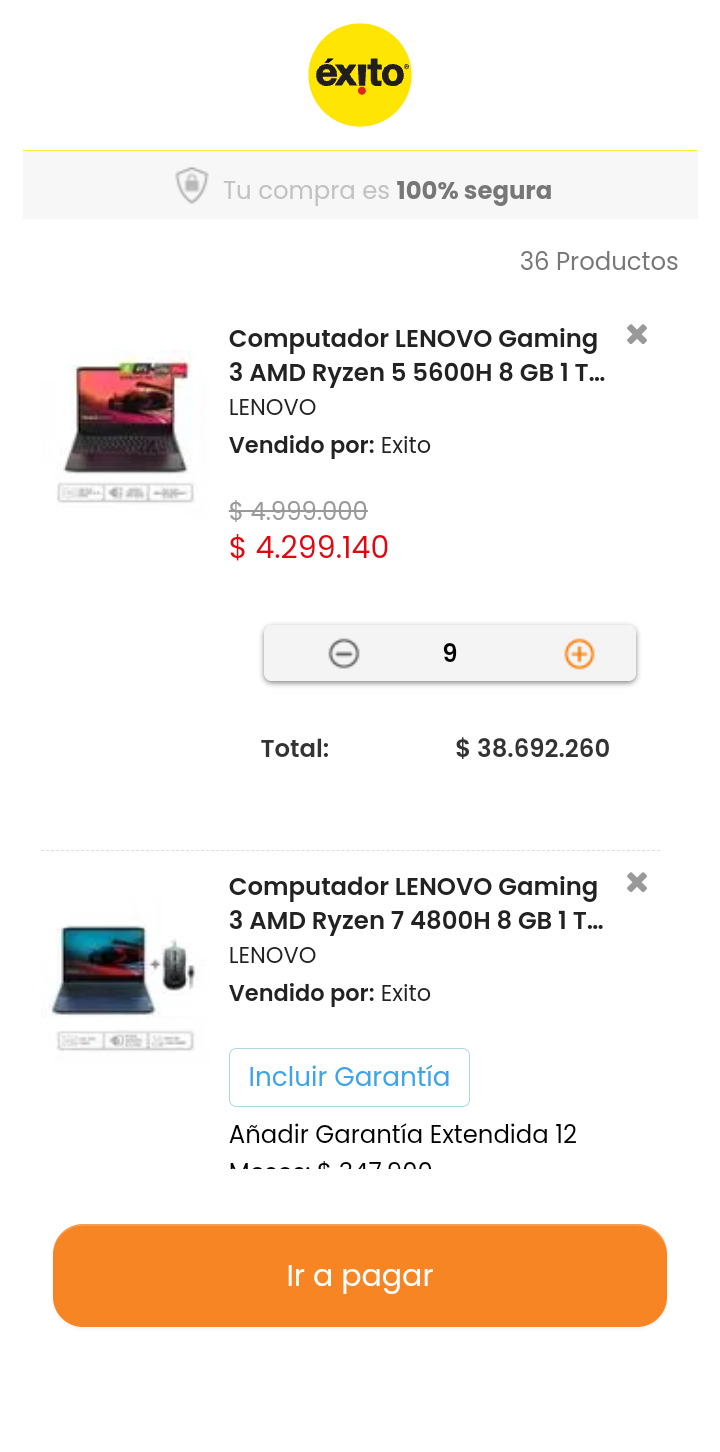 éxito
Tu compra es 100% segura
36 Productos
Computador LENOVO Gaming
3 AMD Ryzen 5 5600H 8 GB 1 T...
LENOVO
Vendido por: Exito
$ 4.999.000
$ 4.299.140
9
Total: $ 38.692.260
Computador LENOVO Gaming
3 AMD Ryzen 7 4800H 8 GB 1 T...
LENOVO
Vendido por: Exito
Incluir Garantía
Añadir Garantía Extendida 12
Meses: $ 347.900
Ir a pagar